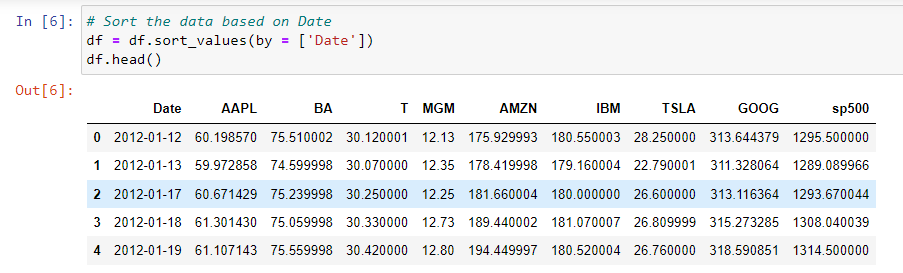 In [6]: # Sort the data based on Date
df = df.sort_values(by = ['Date'])
df.head()
Out[6]:
Date AAPL BA T MGM AMZN IBM TSLA GOOG sp500
0 2012-01-12 60.198570 75.510002 30.120001 12.13 175.929993 180.550003 28.250000 313.644379 1295.500000
1 2012-01-13 59.972858 74.599998 30.070000 12.35 178.419998 179.160004 22.790001 311.328064 1289.089966
2 2012-01-17 60.671429 75.239998 30.250000 12.25 181.660004 180.000000 26.600000 313.116364 1293.670044
3 2012-01-18 61.301430 75.059998 30.330000 12.73 189.440002 181.070007 26.809999 315.273285 1308.040039
4 2012-01-19 61.107143 75.559998 30.420000 12.80 194.449997 180.520004 26.760000 318.590851 1314.500000